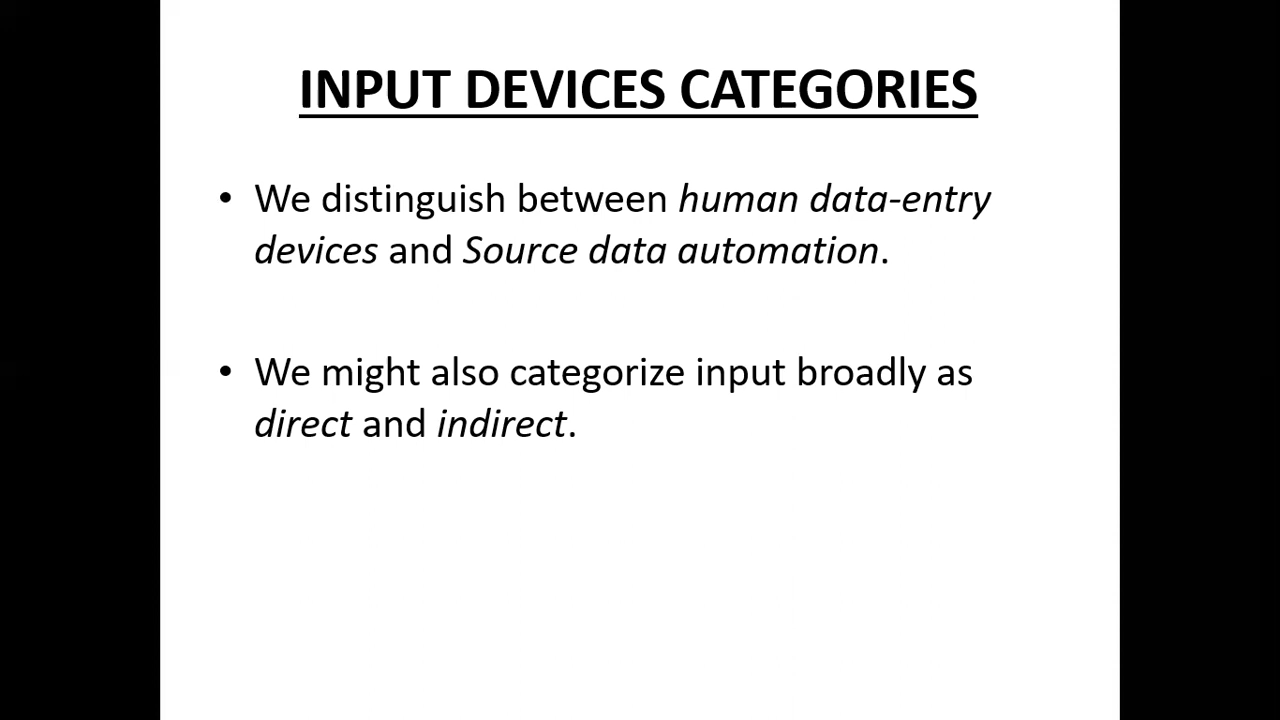 INPUT DEVICES CATEGORIES
• We distinguish between human data-entry
devices and Source data automation.
• We might also categorize input broadly as
direct and indirect.